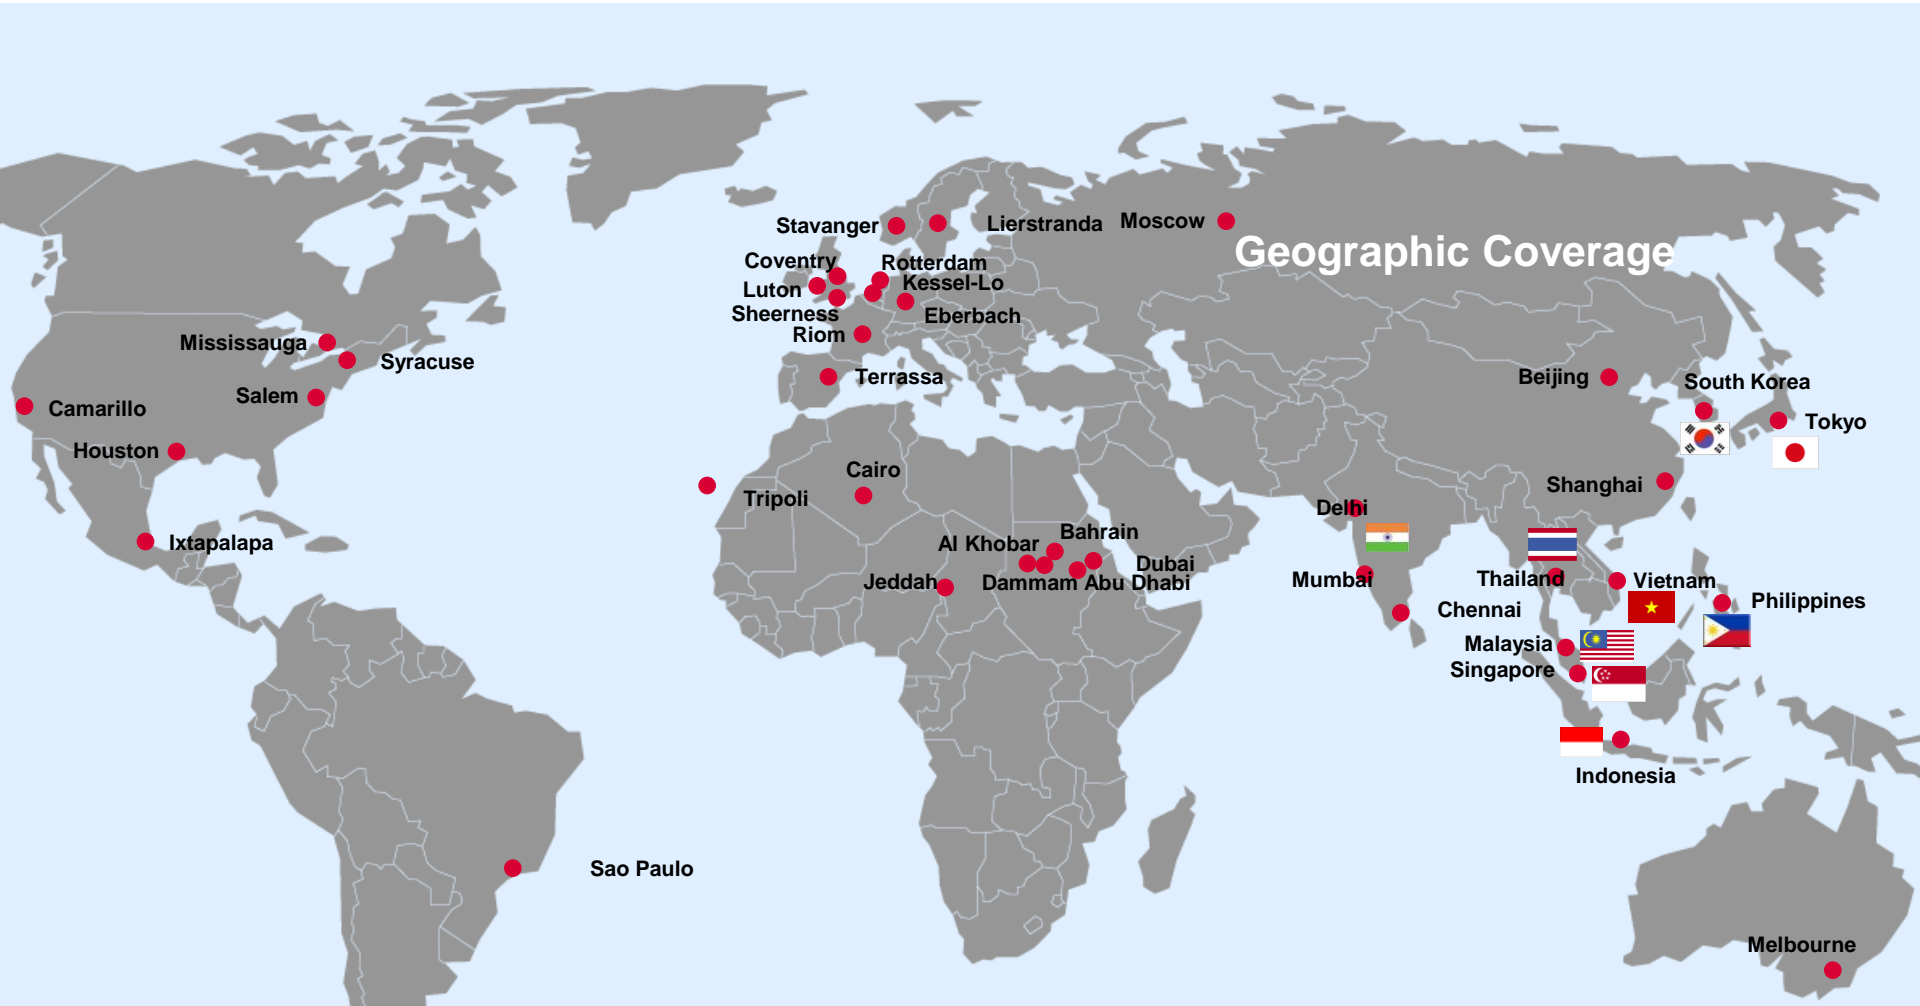 Stavanger
Lierstranda
Moscow
Geographic Coverage
Coventry
Rotterdam
Luton
Kessel-Lo
Sheerness
Eberbach
Riom
Mississauga
Syracuse
Terrassa
Beijing
South Korea
Salem
Camarillo
Tokyo
Houston
Cairo
Tripoli
Shanghai
Delhi
Ixtapalapa
Al Khobar
Bahrain
Dubai
Jeddah
Dammam
Abu Dhabi
Mumbai
Thailand
Vietnam
Philippines
Chennai
Malaysia
Singapore
Indonesia
Sao Paulo
Melbourne